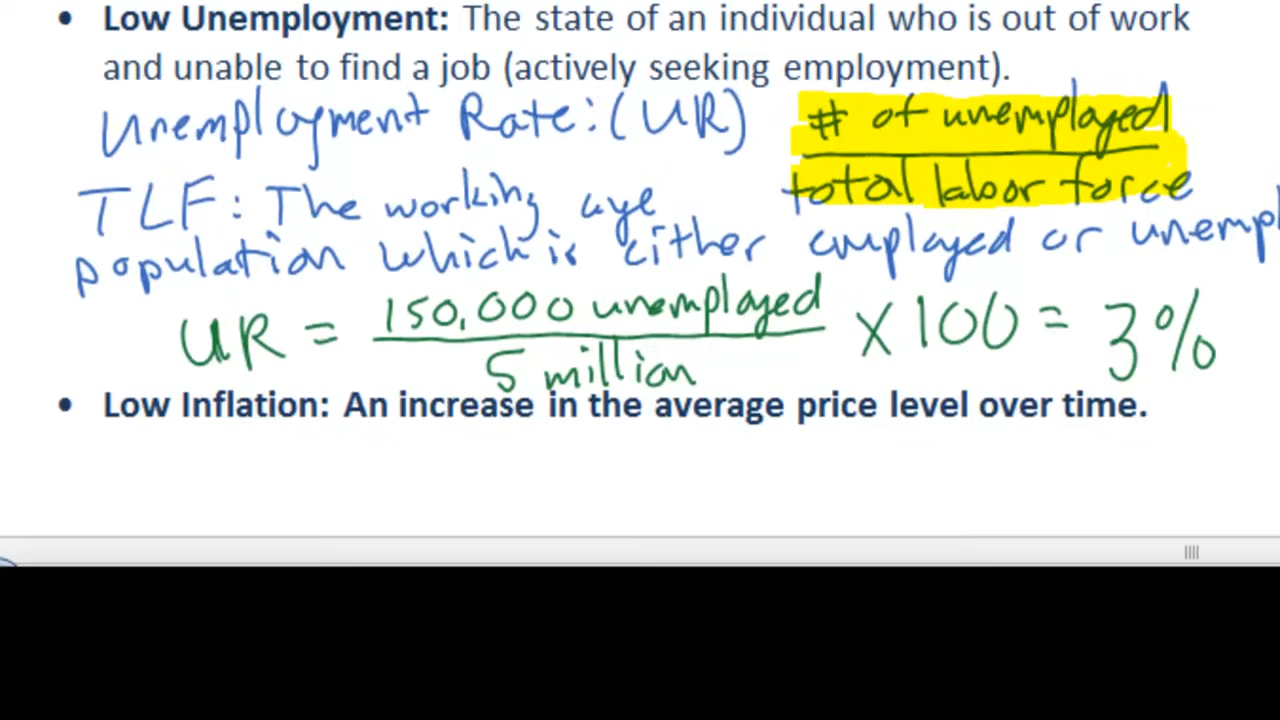 • Low Unemployment: The state of an individual who is out of work
and unable to find a job (actively seeking employment).
Unemployment Rate: (UR) # of unemployed
total labor force
TLF: The working age
population which is either employed or unempl
UR = 150,000 unemployed
5 million
× 100 = 3%
• Low Inflation: An increase in the average price level over time.